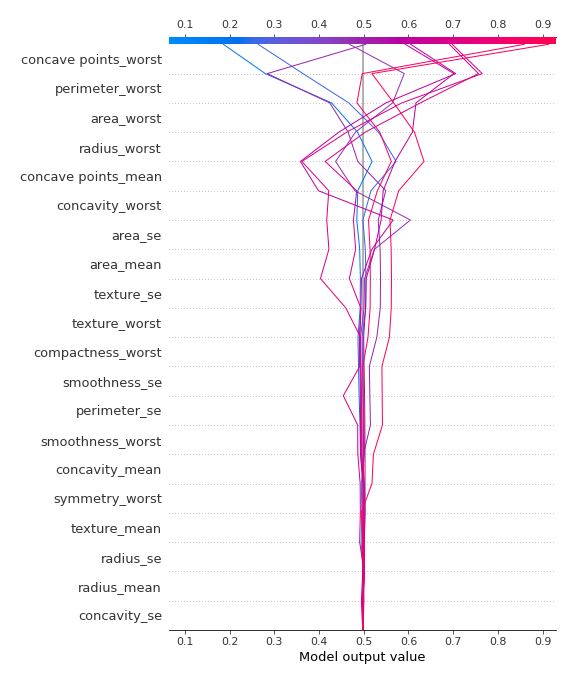 0.1 0.2 0.3 0.4 0.5 0.6 0.7 0.8 0.9
concave points_worst
perimeter_worst
area_worst
radius_worst
concave points_mean
concavity_worst
area_se
area_mean
texture_se
texture_worst
compactness_worst
smoothness_se
perimeter_se
smoothness_worst
concavity_mean
symmetry_worst
texture_mean
radius_se
radius_mean
concavity_se
0.1 0.2 0.3 0.4 0.5 0.6 0.7 0.8 0.9
Model output value